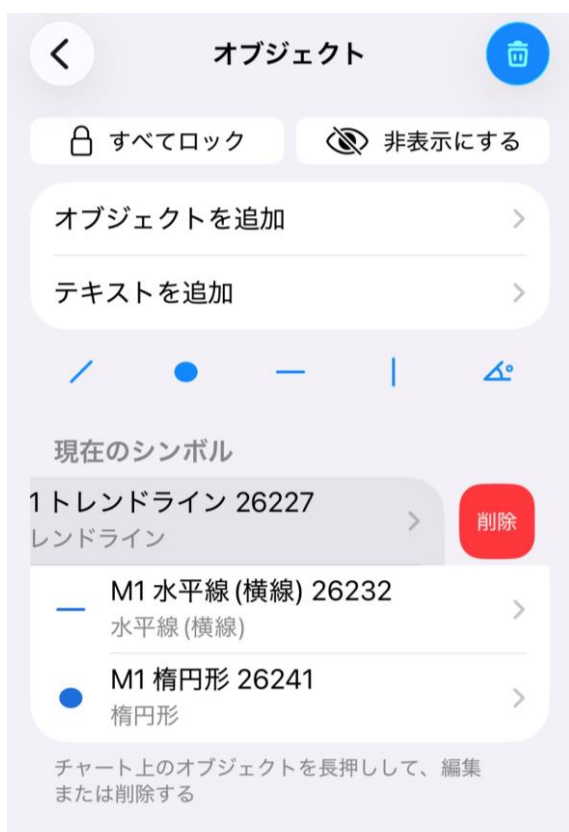 オブジェクト
すべてロック
非表示にする
オブジェクトを追加
テキストを追加
現在のシンボル
1 トレンドライン 26227
レンドライン
削除
M1 水平線 (横線) 26232
水平線 (横線)
M1 楕円形 26241
楕円形
チャート上のオブジェクトを長押しして、編集
または削除する